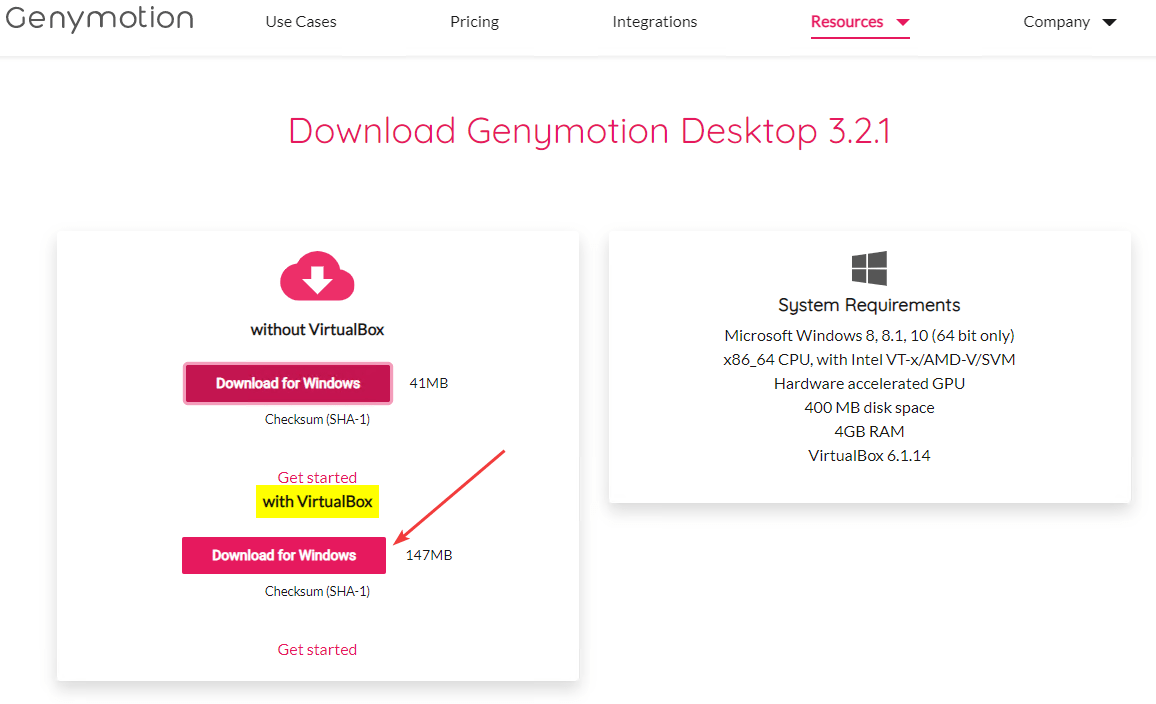 Genymotion
Use Cases
Pricing
Integrations
Resources
Company
Download Genymotion Desktop 3.2.1
without VirtualBox
Download for Windows 41MB
Checksum (SHA-1)
Get started
with VirtualBox
Download for Windows 147MB
Checksum (SHA-1)
Get started
System Requirements
Microsoft Windows 8, 8.1, 10 (64 bit only)
x86_64 CPU, with Intel VT-x/AMD-V/SVM
Hardware accelerated GPU
400 MB disk space
4GB RAM
VirtualBox 6.1.14